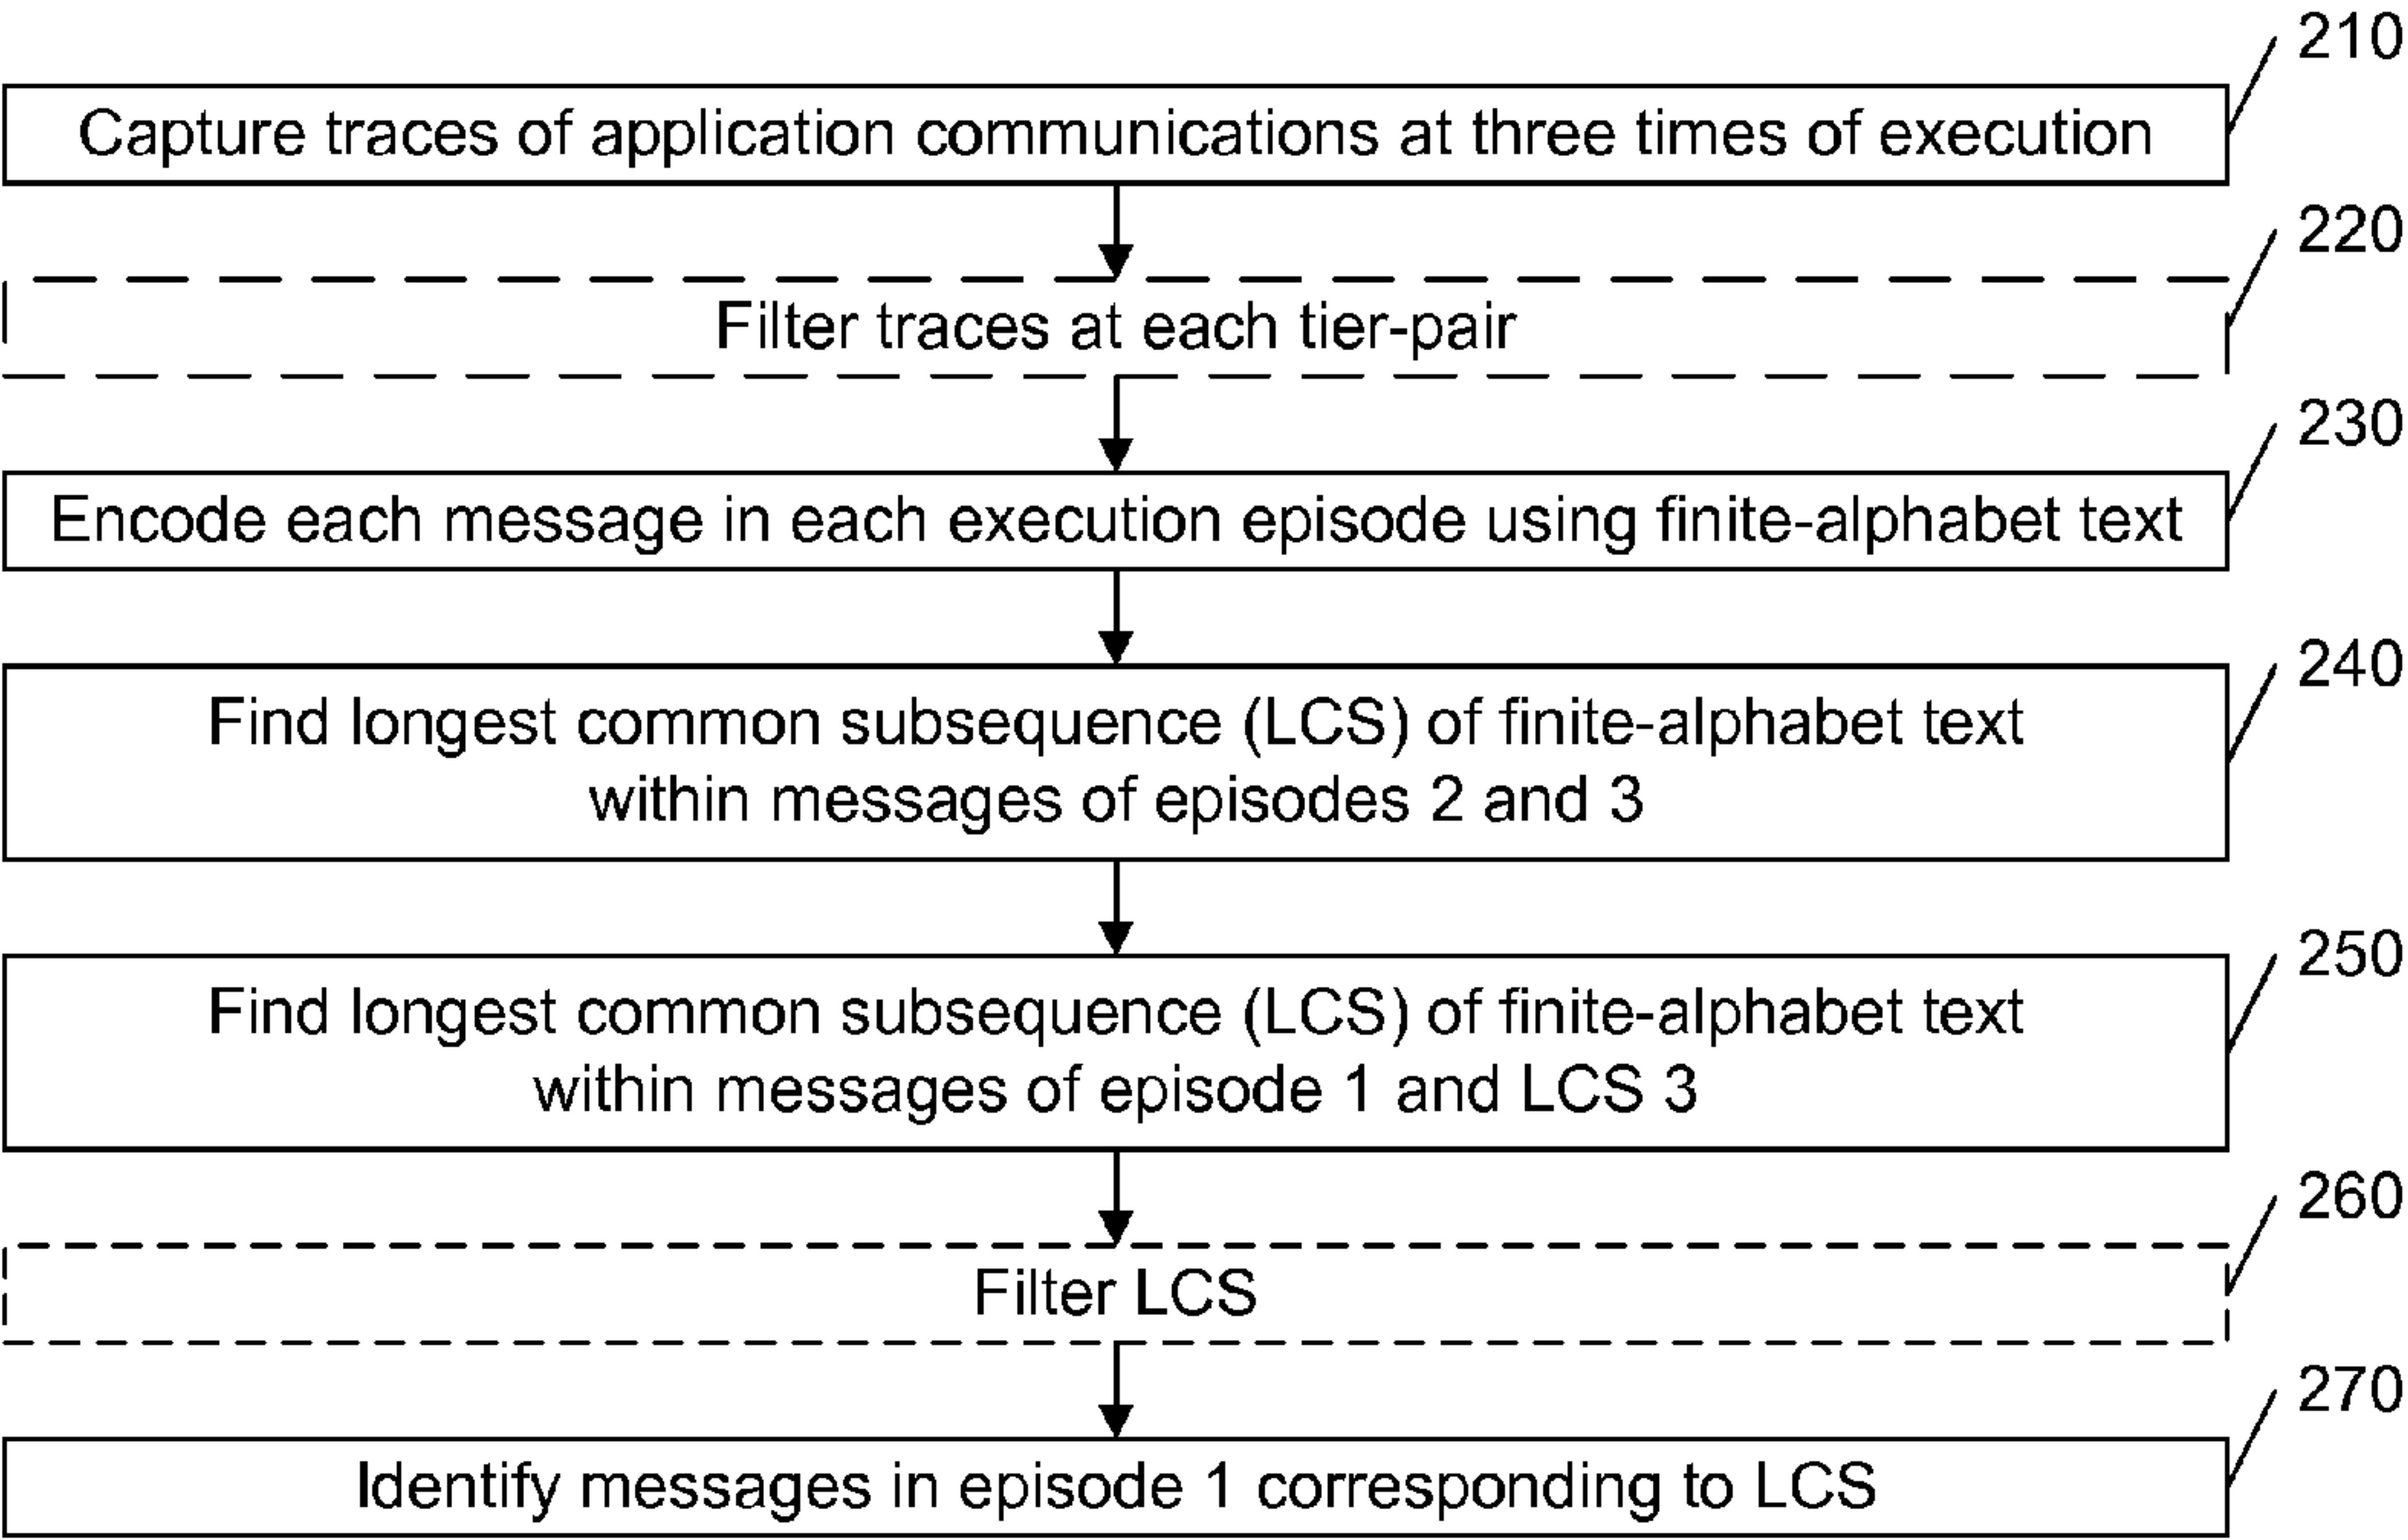 210
Capture traces of application communications at three times of execution
220
Filter traces at each tier-pair
230
Encode each message in each execution episode using finite-alphabet text
240
Find longest common subsequence (LCS) of finite-alphabet text
within messages of episodes 2 and 3
250
Find longest common subsequence (LCS) of finite-alphabet text
within messages of episode 1 and LCS 3
260
Filter LCS
270
Identify messages in episode 1 corresponding to LCS